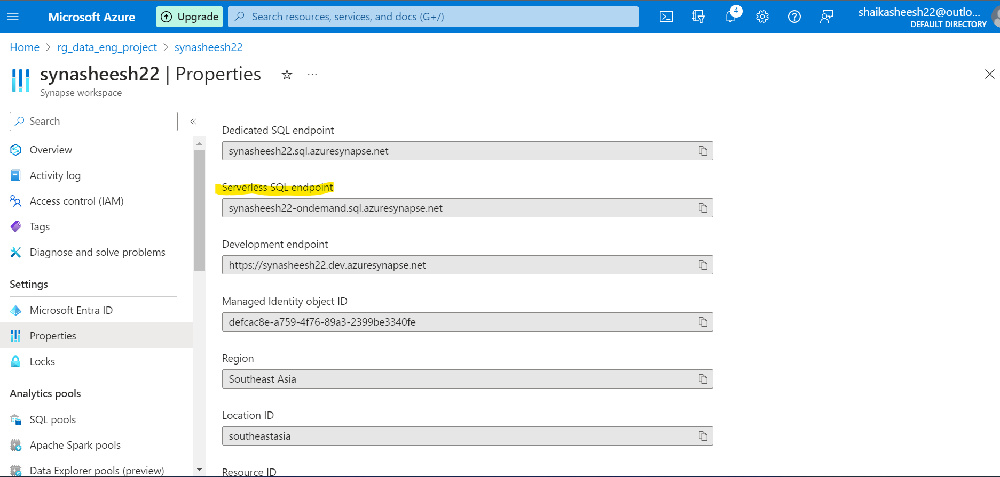 Microsoft Azure
Upgrade
Search resources, services, and docs (G+/)
4
shaikasheesh22@outlo...
DEFAULT DIRECTORY
Home > rg_data_eng_project > synasheesh22
synasheesh22 | Properties
Synapse workspace
Search
Overview
Activity log
Access control (IAM)
Tags
Diagnose and solve problems
Settings
Microsoft Entra ID
Properties
Locks
Analytics pools
SQL pools
Apache Spark pools
Data Explorer pools (preview)
Dedicated SQL endpoint
synasheesh22.sql.azuresynapse.net
Serverless SQL endpoint
synasheesh22-ondemand.sql.azuresynapse.net
Development endpoint
https://synasheesh22.dev.azuresynapse.net
Managed Identity object ID
defcac8e-a759-4f76-89a3-2399be3340fe
Region
Southeast Asia
Location ID
southeastasia
Resource ID